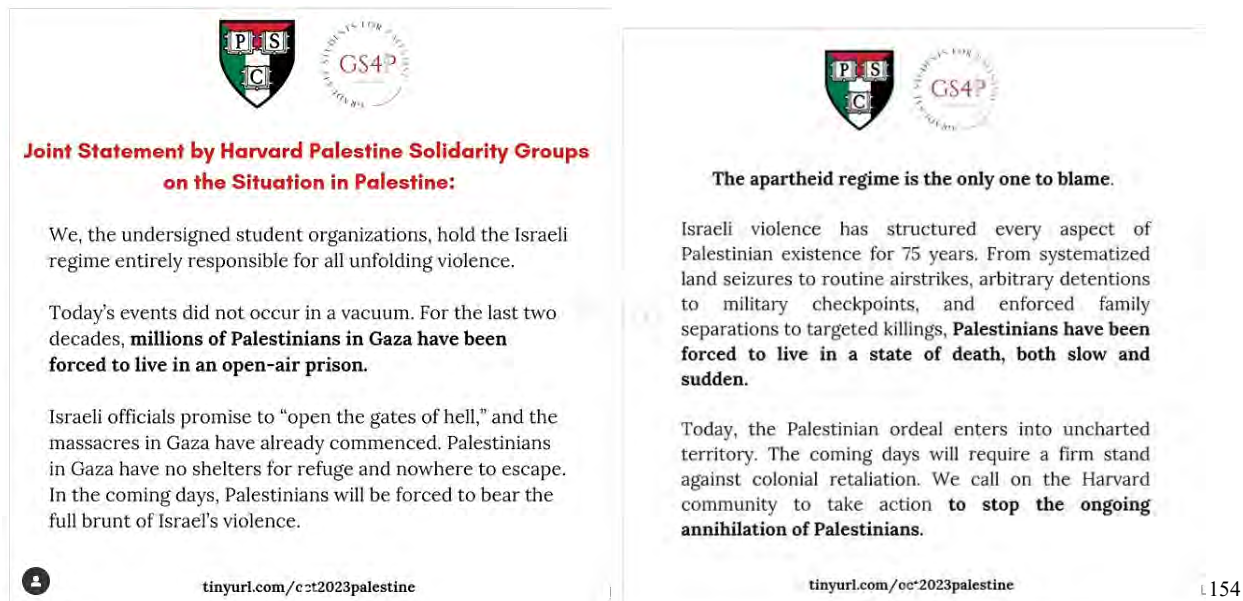 P S
C
GS4P
Joint Statement by Harvard Palestine Solidarity Groups
on the Situation in Palestine:
We, the undersigned student organizations, hold the Israeli
regime entirely responsible for all unfolding violence.
Today's events did not occur in a vacuum. For the last two
decades, millions of Palestinians in Gaza have been
forced to live in an open-air prison.
Israeli officials promise to “open the gates of hell,” and the
massacres in Gaza have already commenced. Palestinians
in Gaza have no shelters for refuge and nowhere to escape.
In the coming days, Palestinians will be forced to bear the
full brunt of Israel's violence.
tinyurl.com/oct2023palestine
P S
C
GS4P
The apartheid regime is the only one to blame.
Israeli violence has structured every aspect of
Palestinian existence for 75 years. From systematized
land seizures to routine airstrikes, arbitrary detentions
to military checkpoints, and enforced family
separations to targeted killings, Palestinians have been
forced to live in a state of death, both slow and
sudden.
Today, the Palestinian ordeal enters into uncharted
territory. The coming days will require a firm stand
against colonial retaliation. We call on the Harvard
community to take action to stop the ongoing
annihilation of Palestinians.
tinyurl.com/oct2023palestine
154